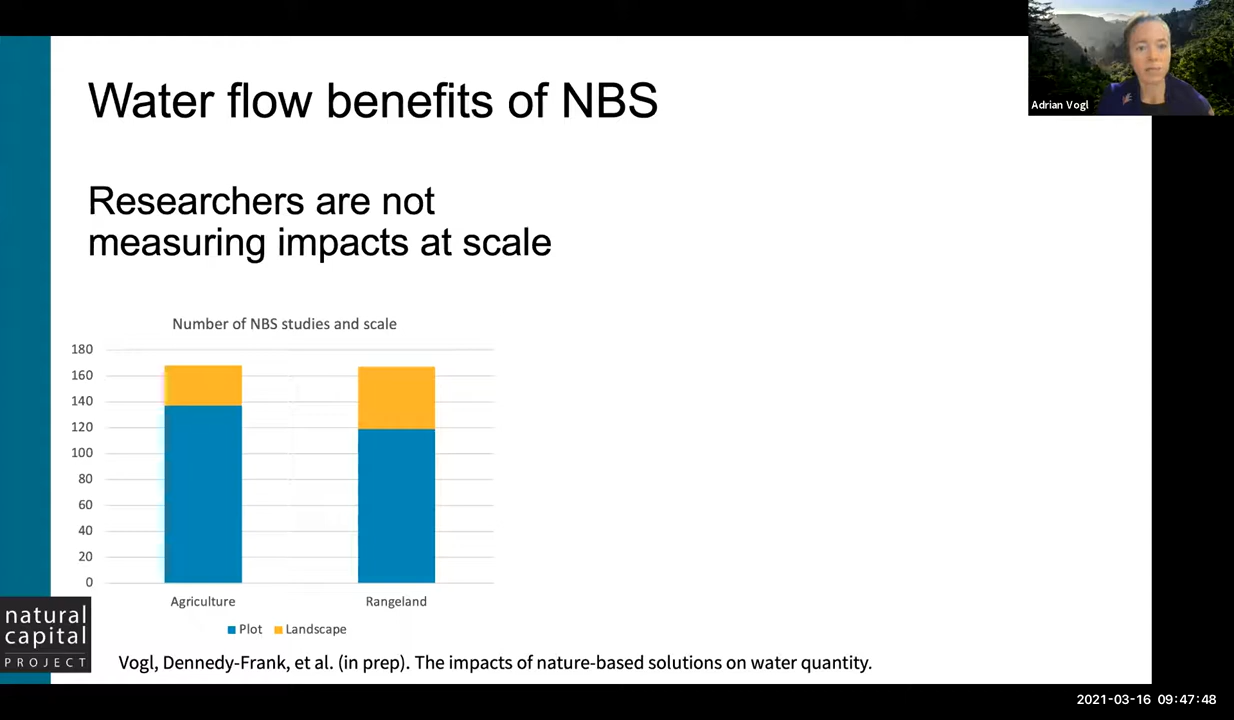 Water flow benefits of NBS
Adrian Vogl
Researchers are not
measuring impacts at scale
Number of NBS studies and scale
180
160
140
120
100
80
60
40
20
0
Agriculture
Rangeland
Plot
Landscape
natural
capital
PROJECT
Vogl, Dennedy-Frank, et al. (in prep). The impacts of nature-based solutions on water quantity.
2021-03-16 09:47:48